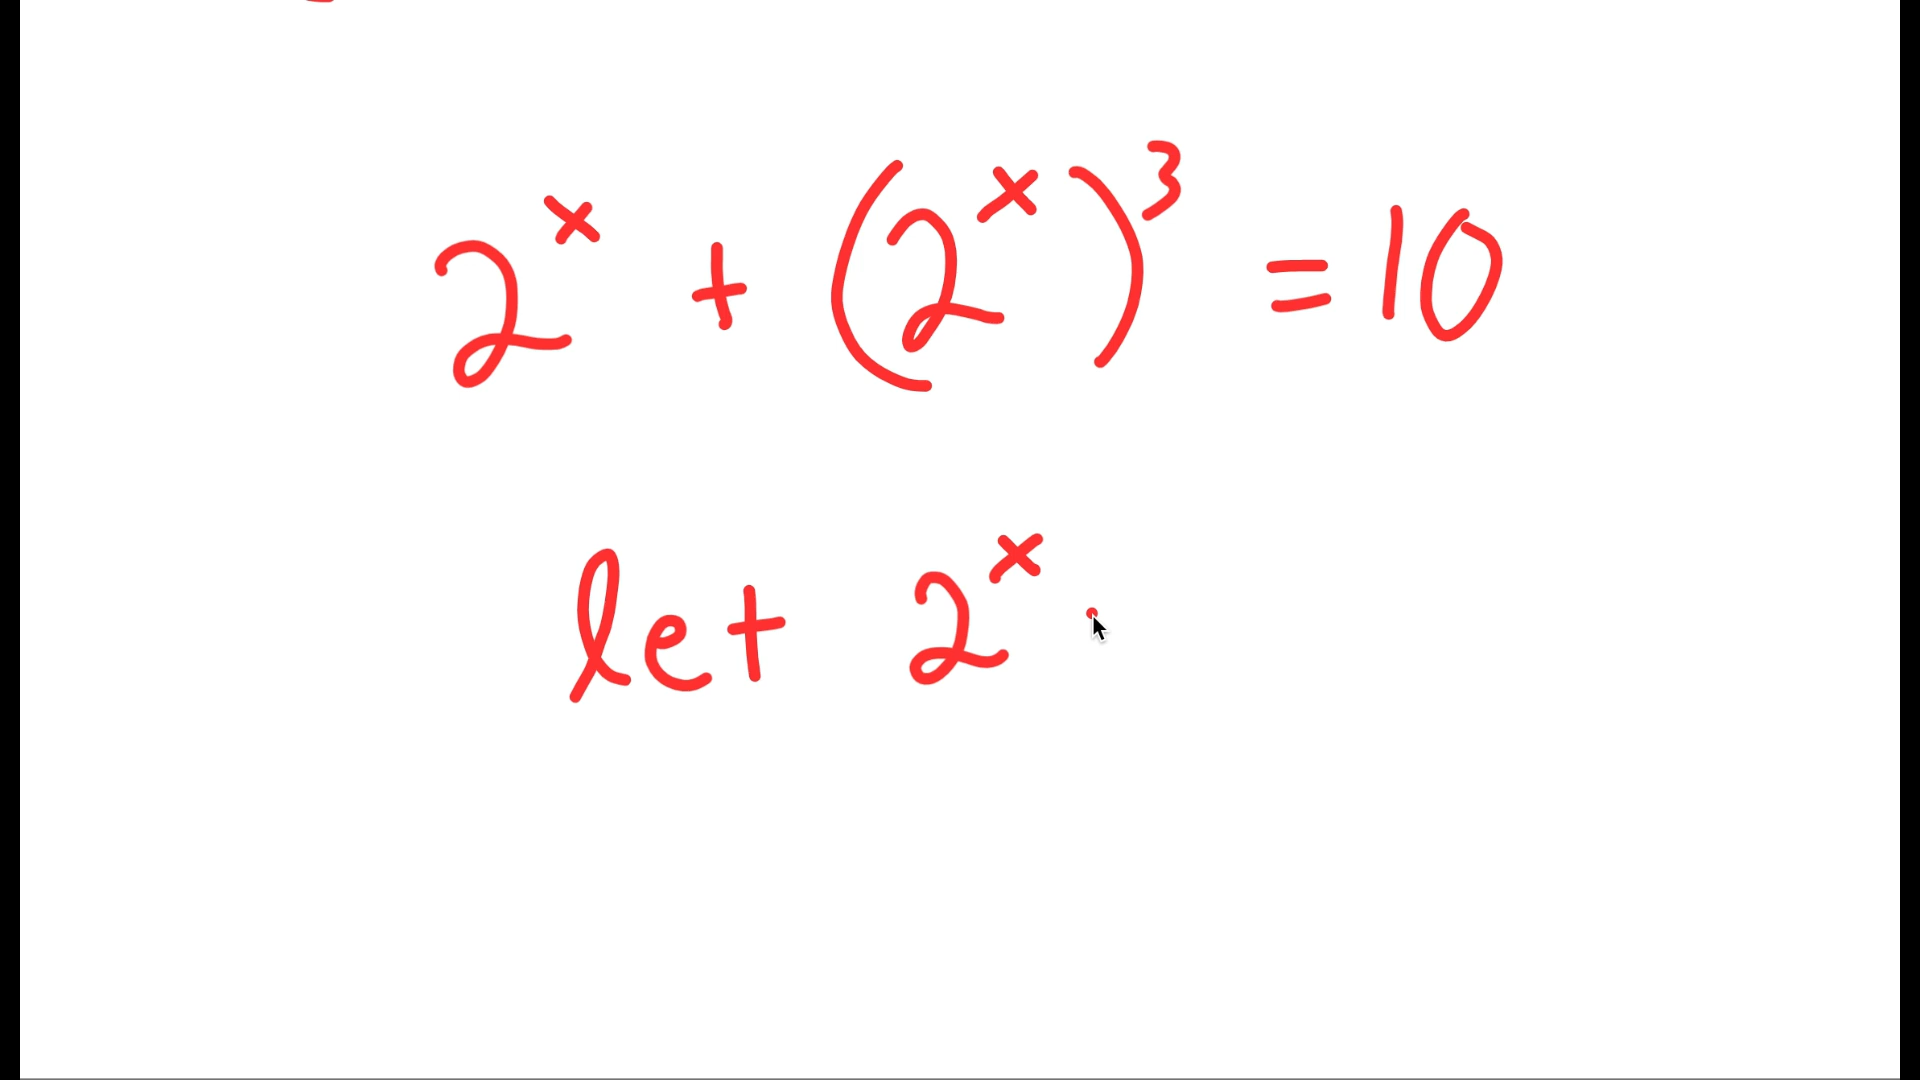 2^x + (2^x)^3 = 10
let 2^x